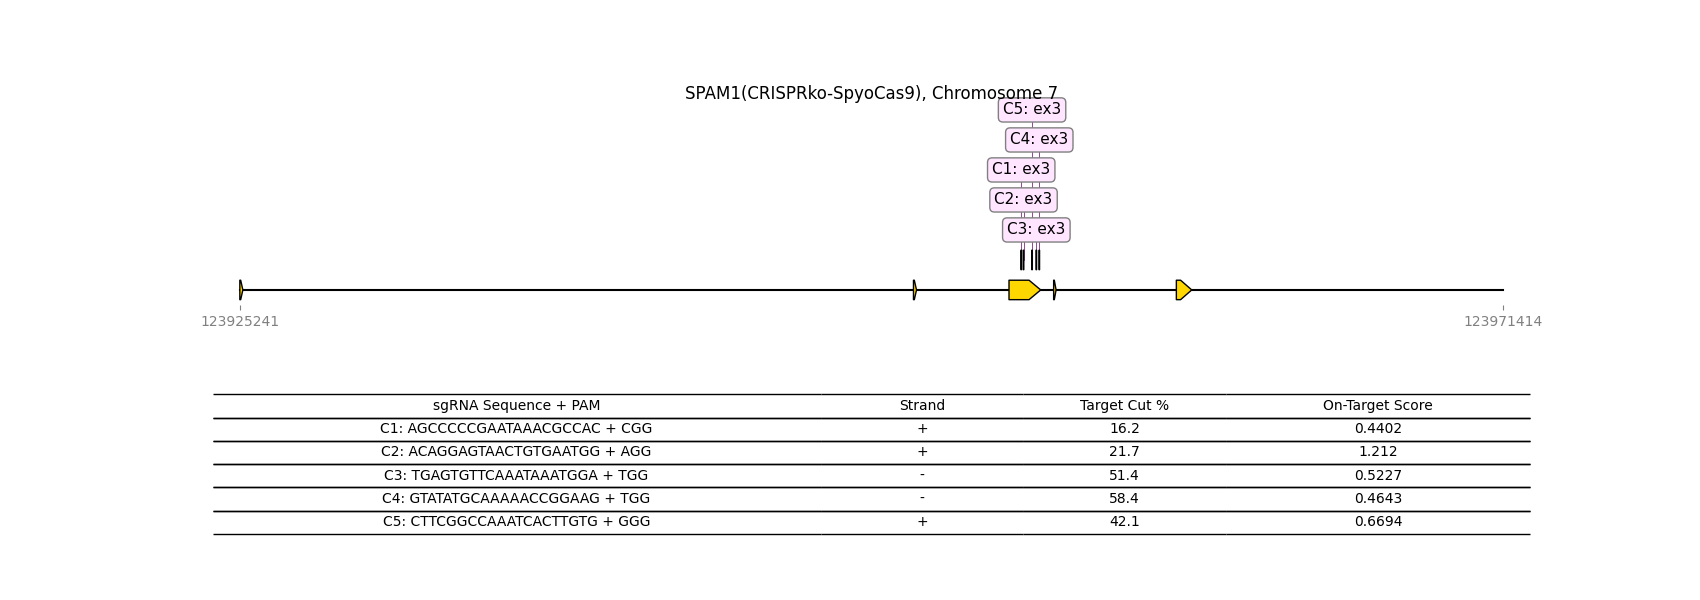 SPAM1(CRISPRko-SpyoCas9), Chromosome 7
C5: ex3
C4: ex3
C1: ex3
C2: ex3
C3: ex3
123925241 123971414
sgRNA Sequence + PAM Strand Target Cut % On-Target Score
C1: AGCCCCCGAATAAACGCCAC + CGG + 16.2 0.4402
C2: ACAGGAGTAACTGTGAATGG + AGG + 21.7 1.212
C3: TGAGTGTTCAAATAAATGGA + TGG - 51.4 0.5227
C4: GTATATGCAAAAACCGGAAG + TGG - 58.4 0.4643
C5: CTTCGGCCAAATCACTTGTG + GGG + 42.1 0.6694